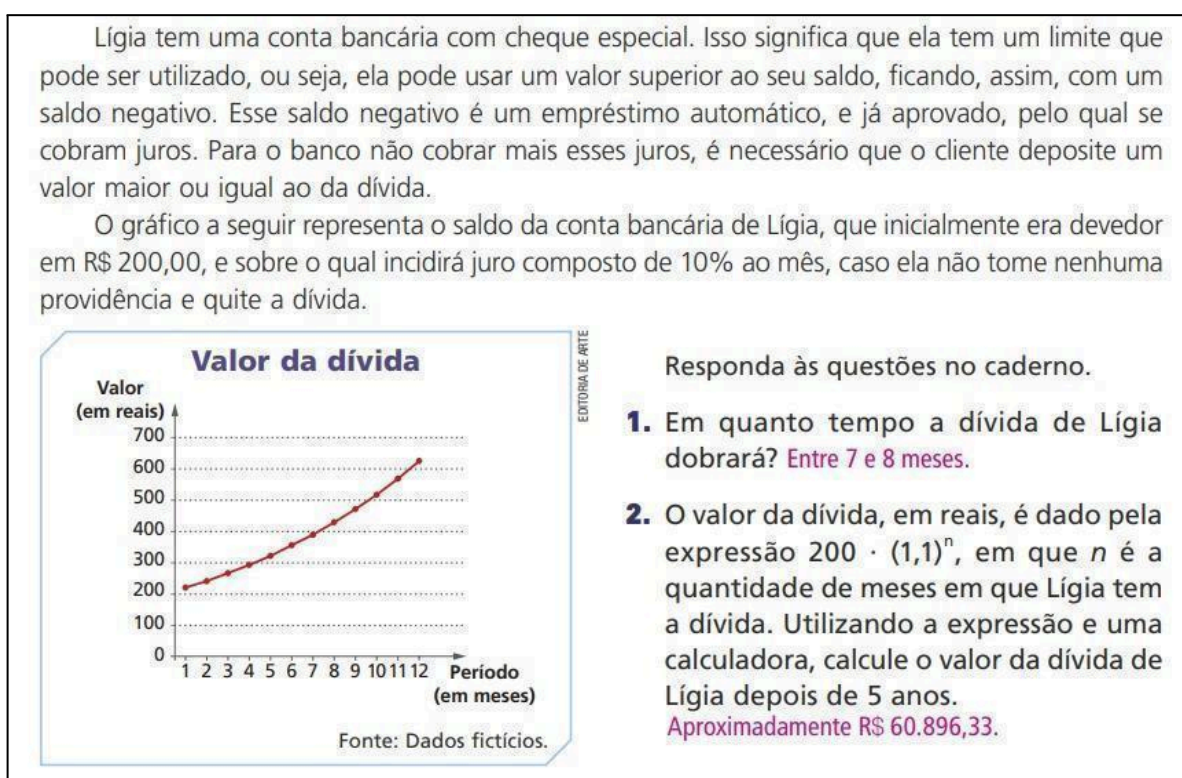 Lígia tem uma conta bancária com cheque especial. Isso significa que ela tem um limite que
pode ser utilizado, ou seja, ela pode usar um valor superior ao seu saldo, ficando, assim, com um
saldo negativo. Esse saldo negativo é um empréstimo automático, e já aprovado, pelo qual se
cobram juros. Para o banco não cobrar mais esses juros, é necessário que o cliente deposite um
valor maior ou igual ao da dívida.
O gráfico a seguir representa o saldo da conta bancária de Lígia, que inicialmente era devedor
em R$ 200,00, e sobre o qual incidirá juro composto de 10% ao mês, caso ela não tome nenhuma
providência e quite a dívida.
Valor da dívida
Valor
(em reais)
700
600
500
400
300
200
100
0
1 2 3 4 5 6 7 8 9 10 11 12
Período
(em meses)
Fonte: Dados fictícios.
EDITORIA DE ARTE
Responda às questões no caderno.
1. Em quanto tempo a dívida de Lígia
dobrará? Entre 7 e 8 meses.
2. O valor da dívida, em reais, é dado pela
expressão 200 · (1,1)ⁿ, em que n é a
quantidade de meses em que Lígia tem
a dívida. Utilizando a expressão e uma
calculadora, calcule o valor da dívida de
Lígia depois de 5 anos.
Aproximadamente R$ 60.896,33.